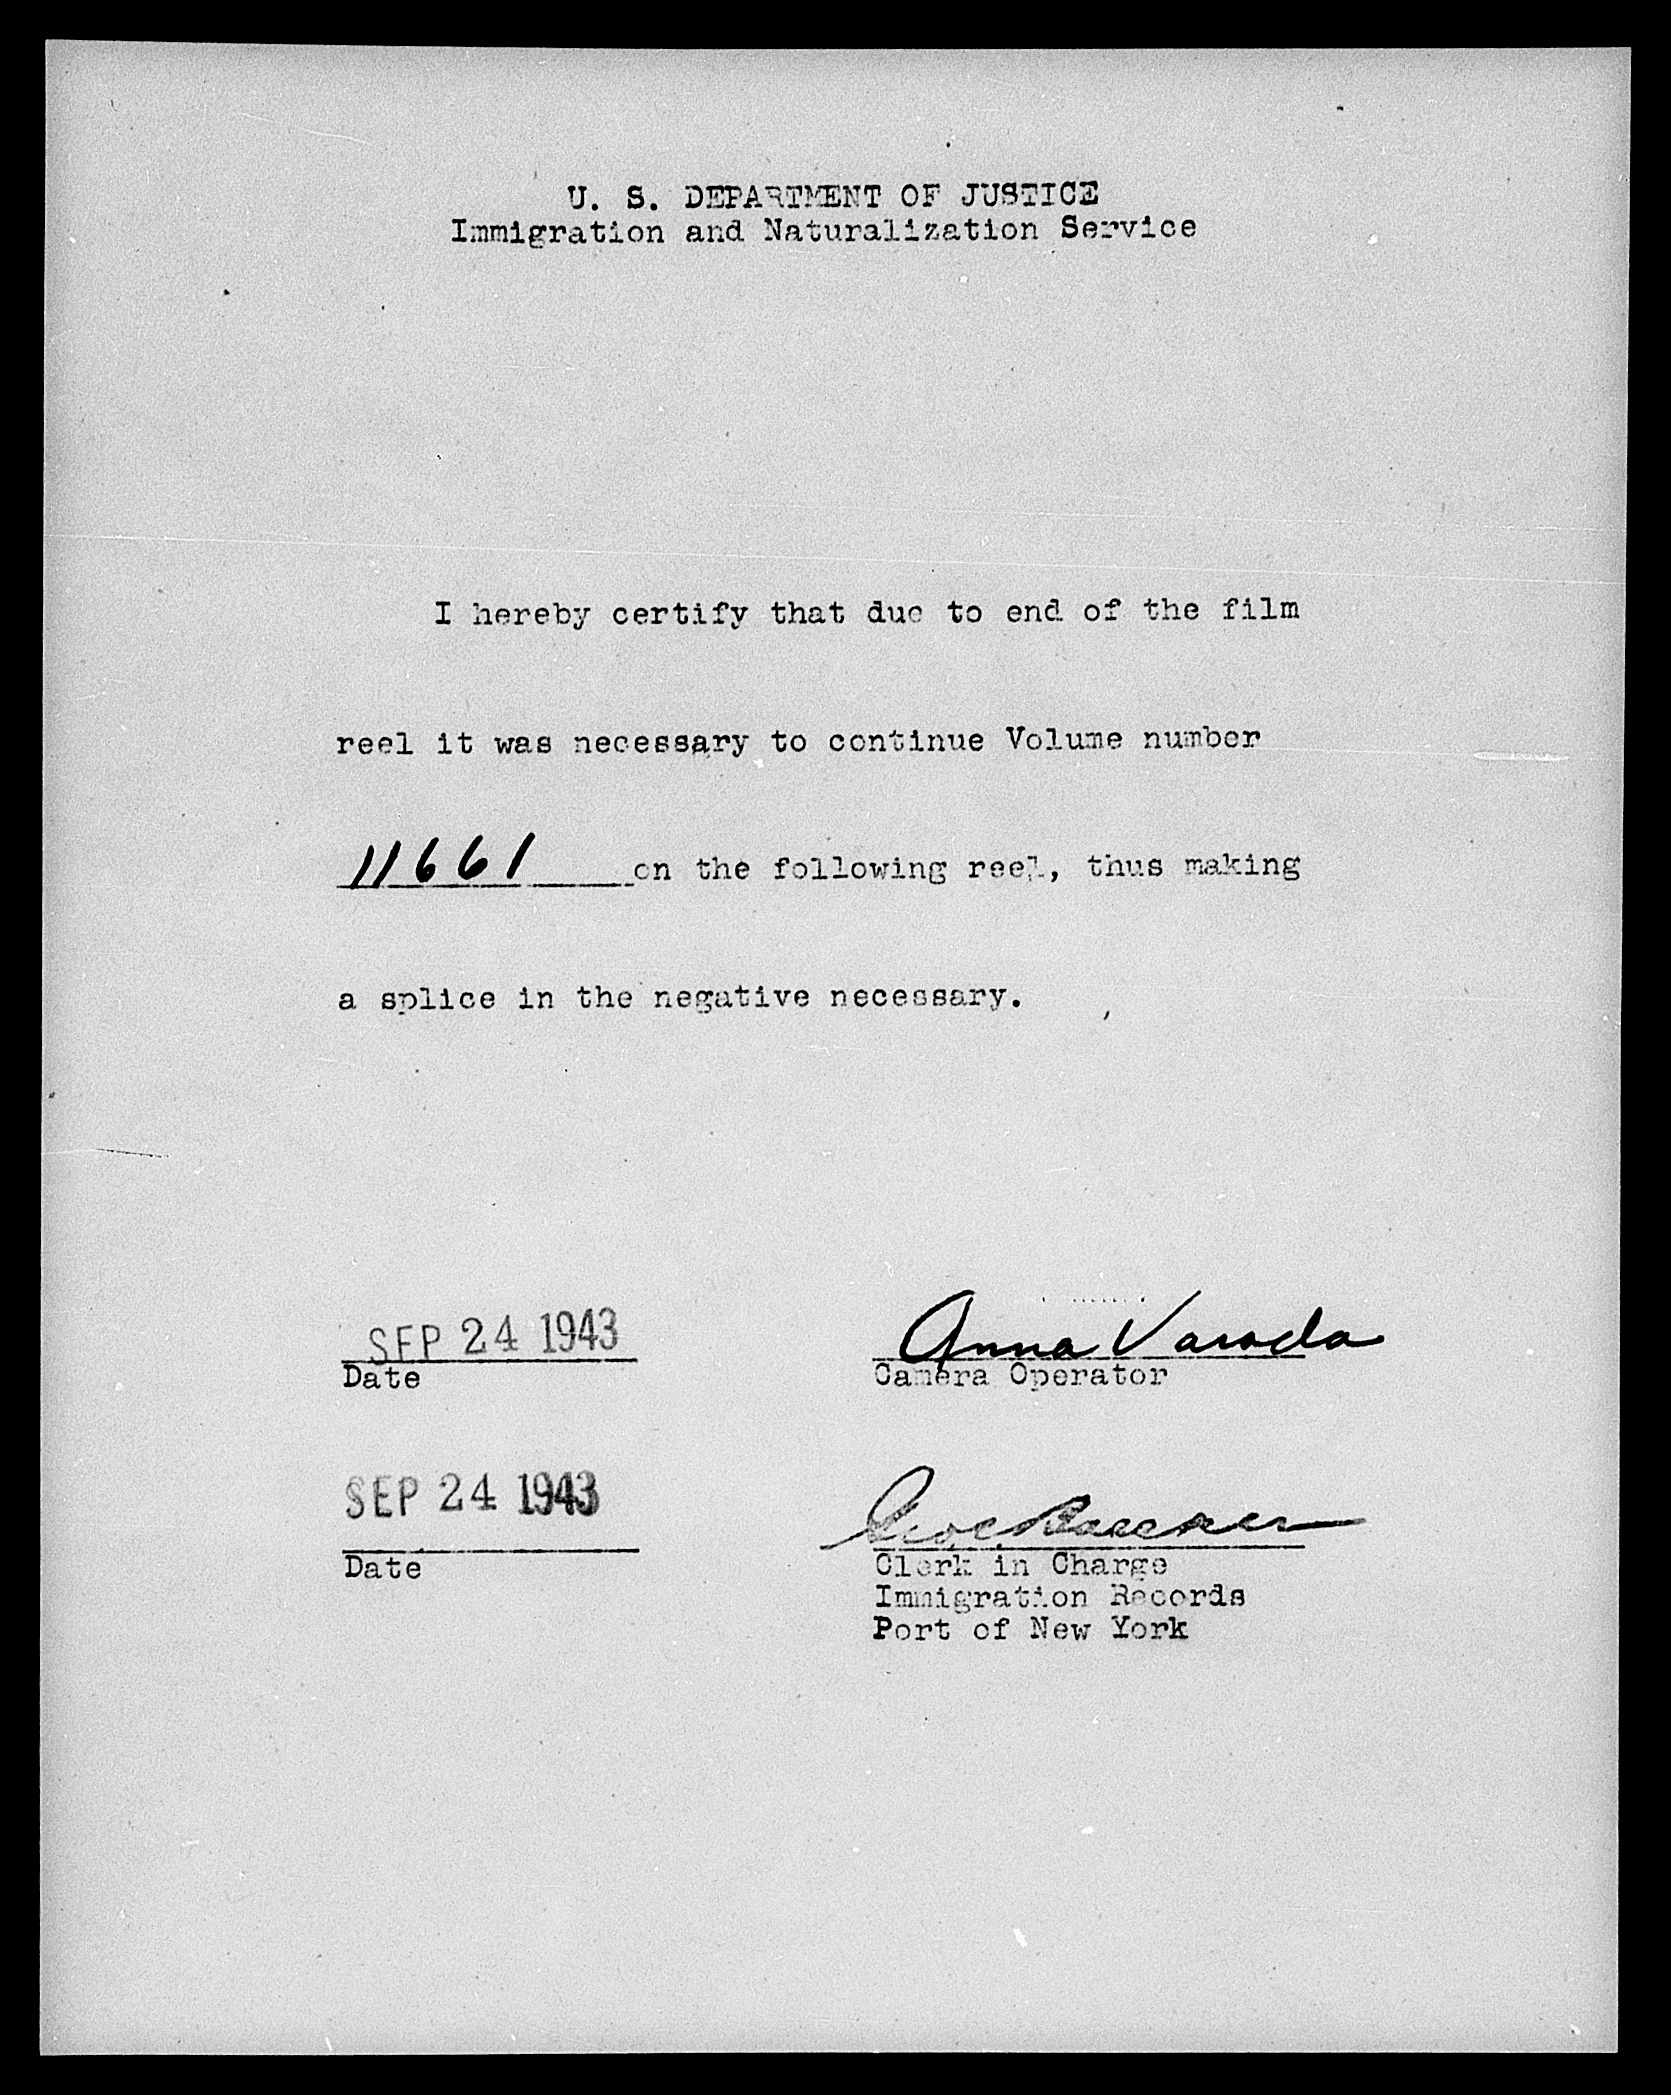 U. S. DEPARTMENT OF JUSTICE
Immigration and Naturalization Service
I hereby certify that due to end of the film
reel it was necessary to continue Volume number
11661 on the following reel, thus making
a splice in the negative necessary.
SEP 24 1943
Anna
Date
Camera Operator
SEP 24 1943
Date
Clerk in Charge
Immigration Records
Port of New York